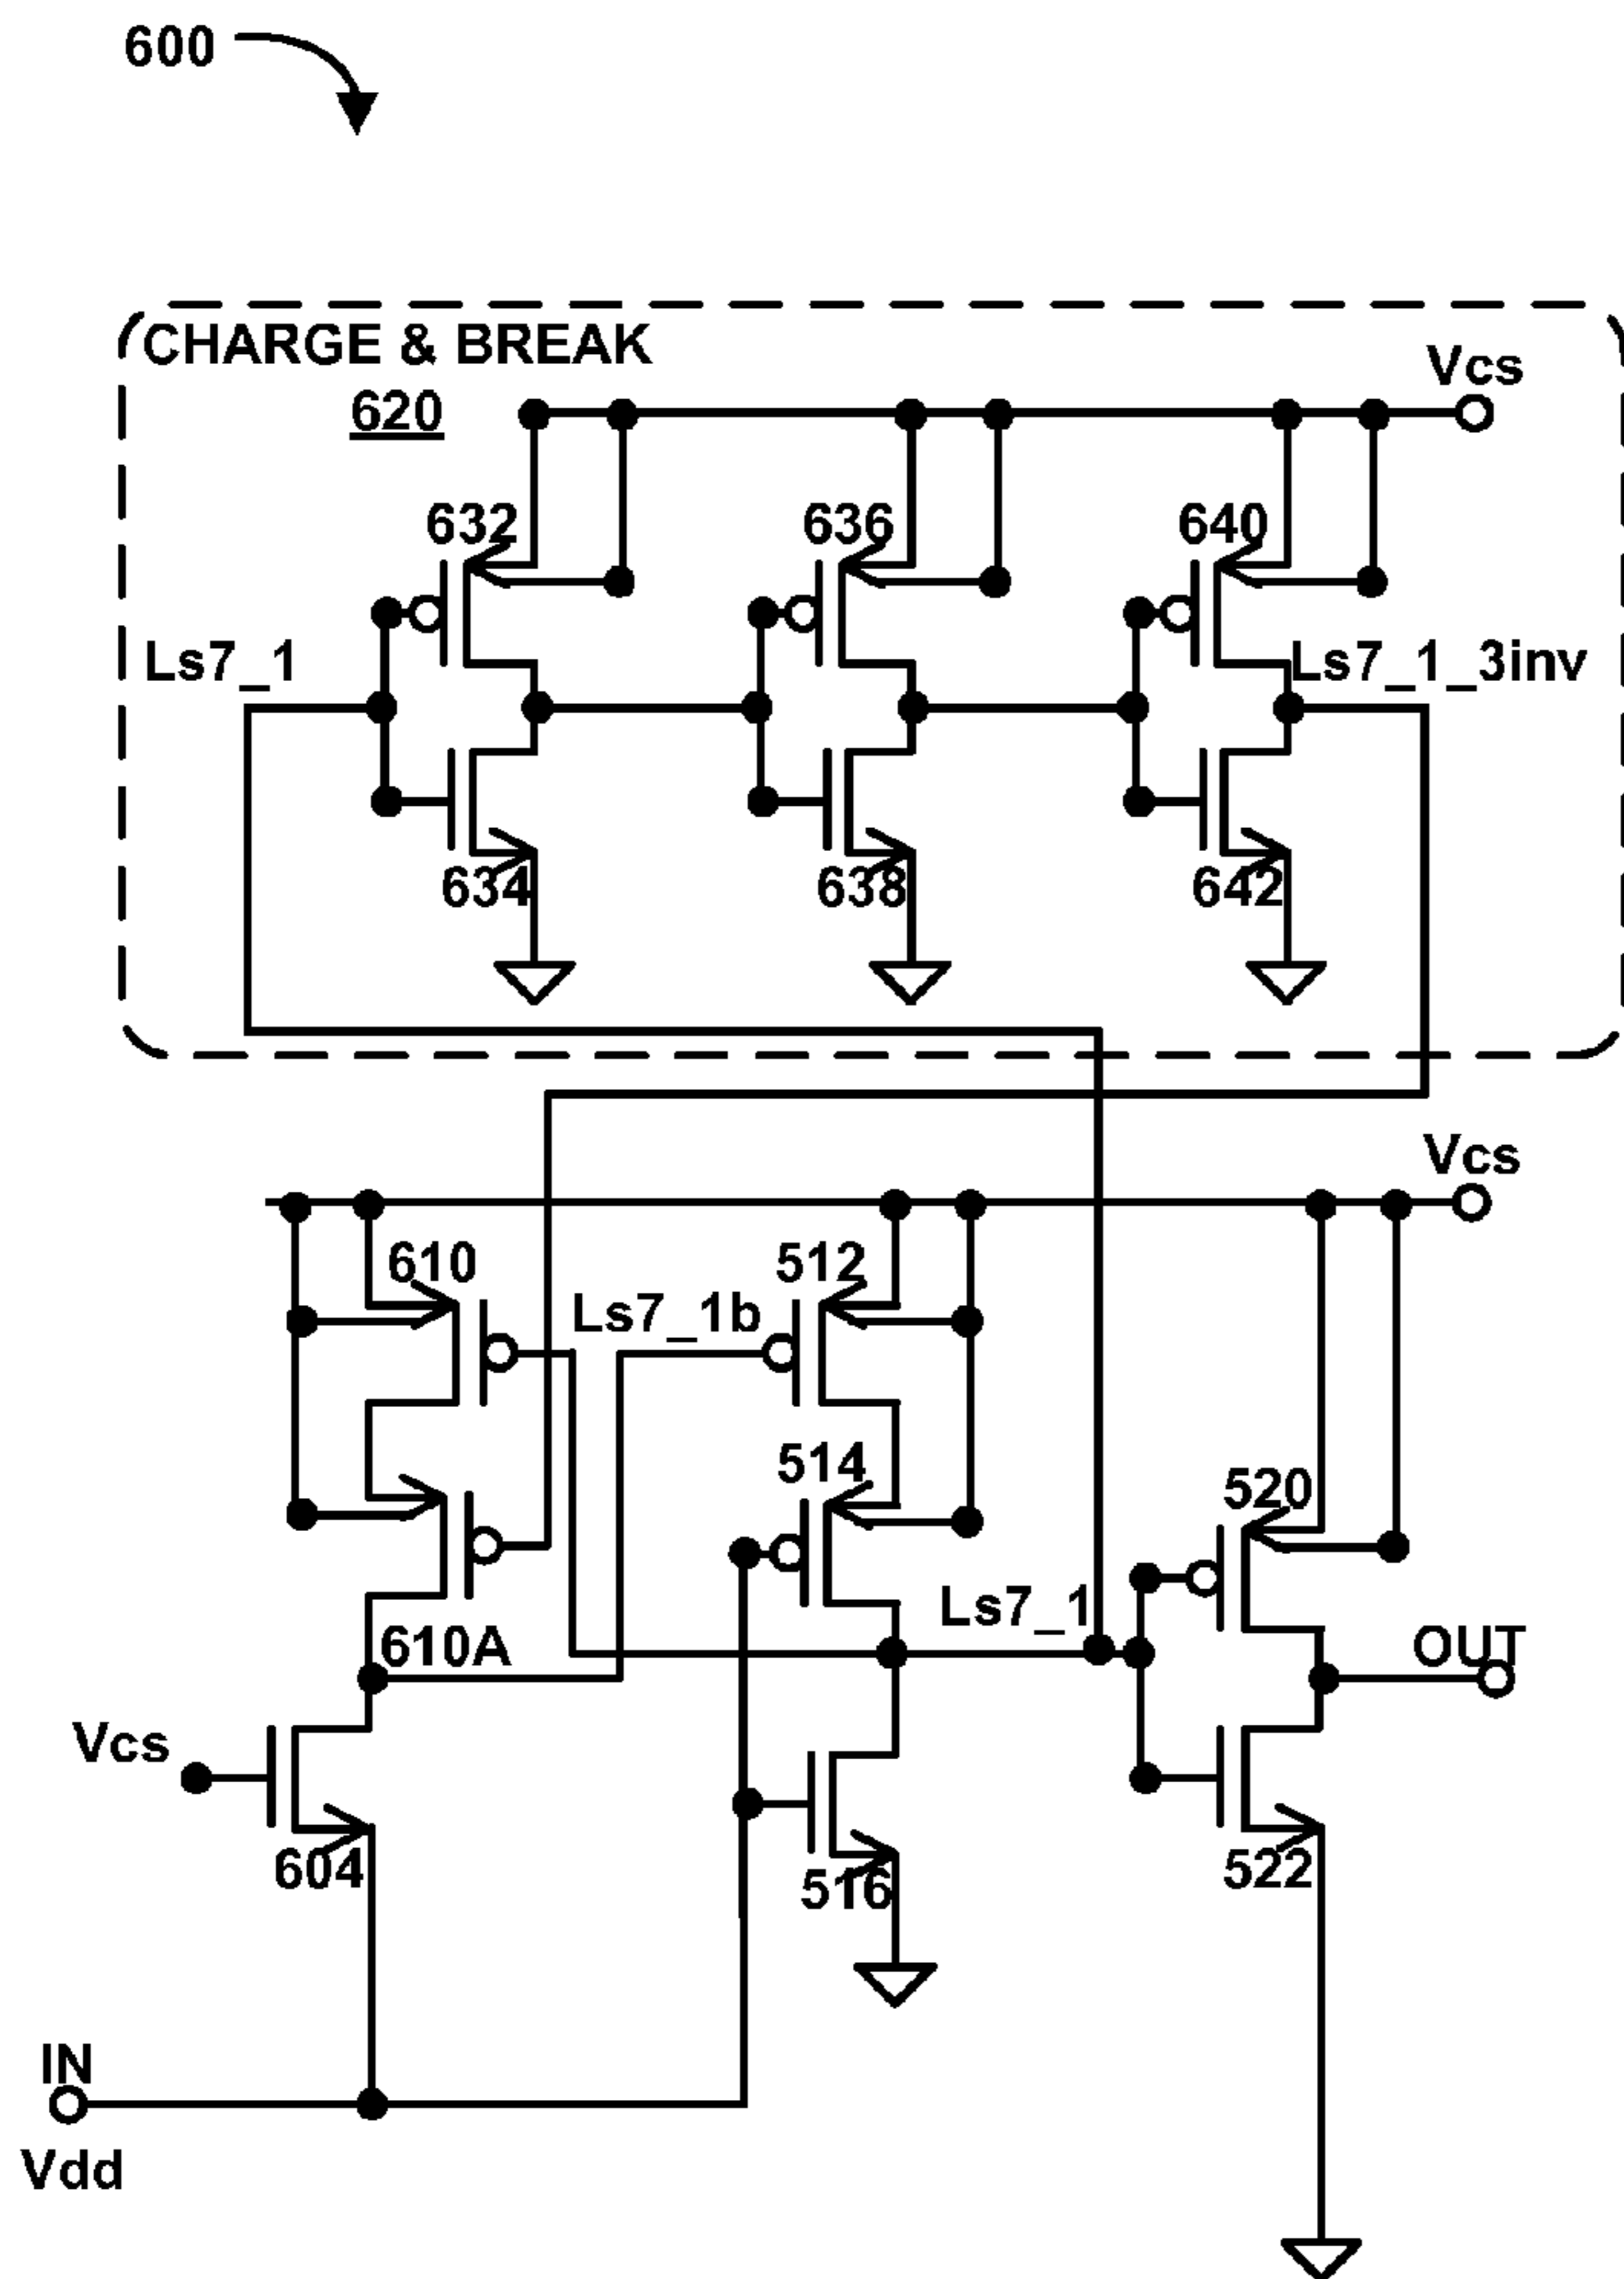 600
CHARGE & BREAK
620
Vcs
632
636
640
Ls7_1
Ls7_1_3inv
634
638
642
Vcs
610
512
Ls7_1b
514
520
Ls7_1
610A
OUT
Vcs
604
516
522
IN
Vdd